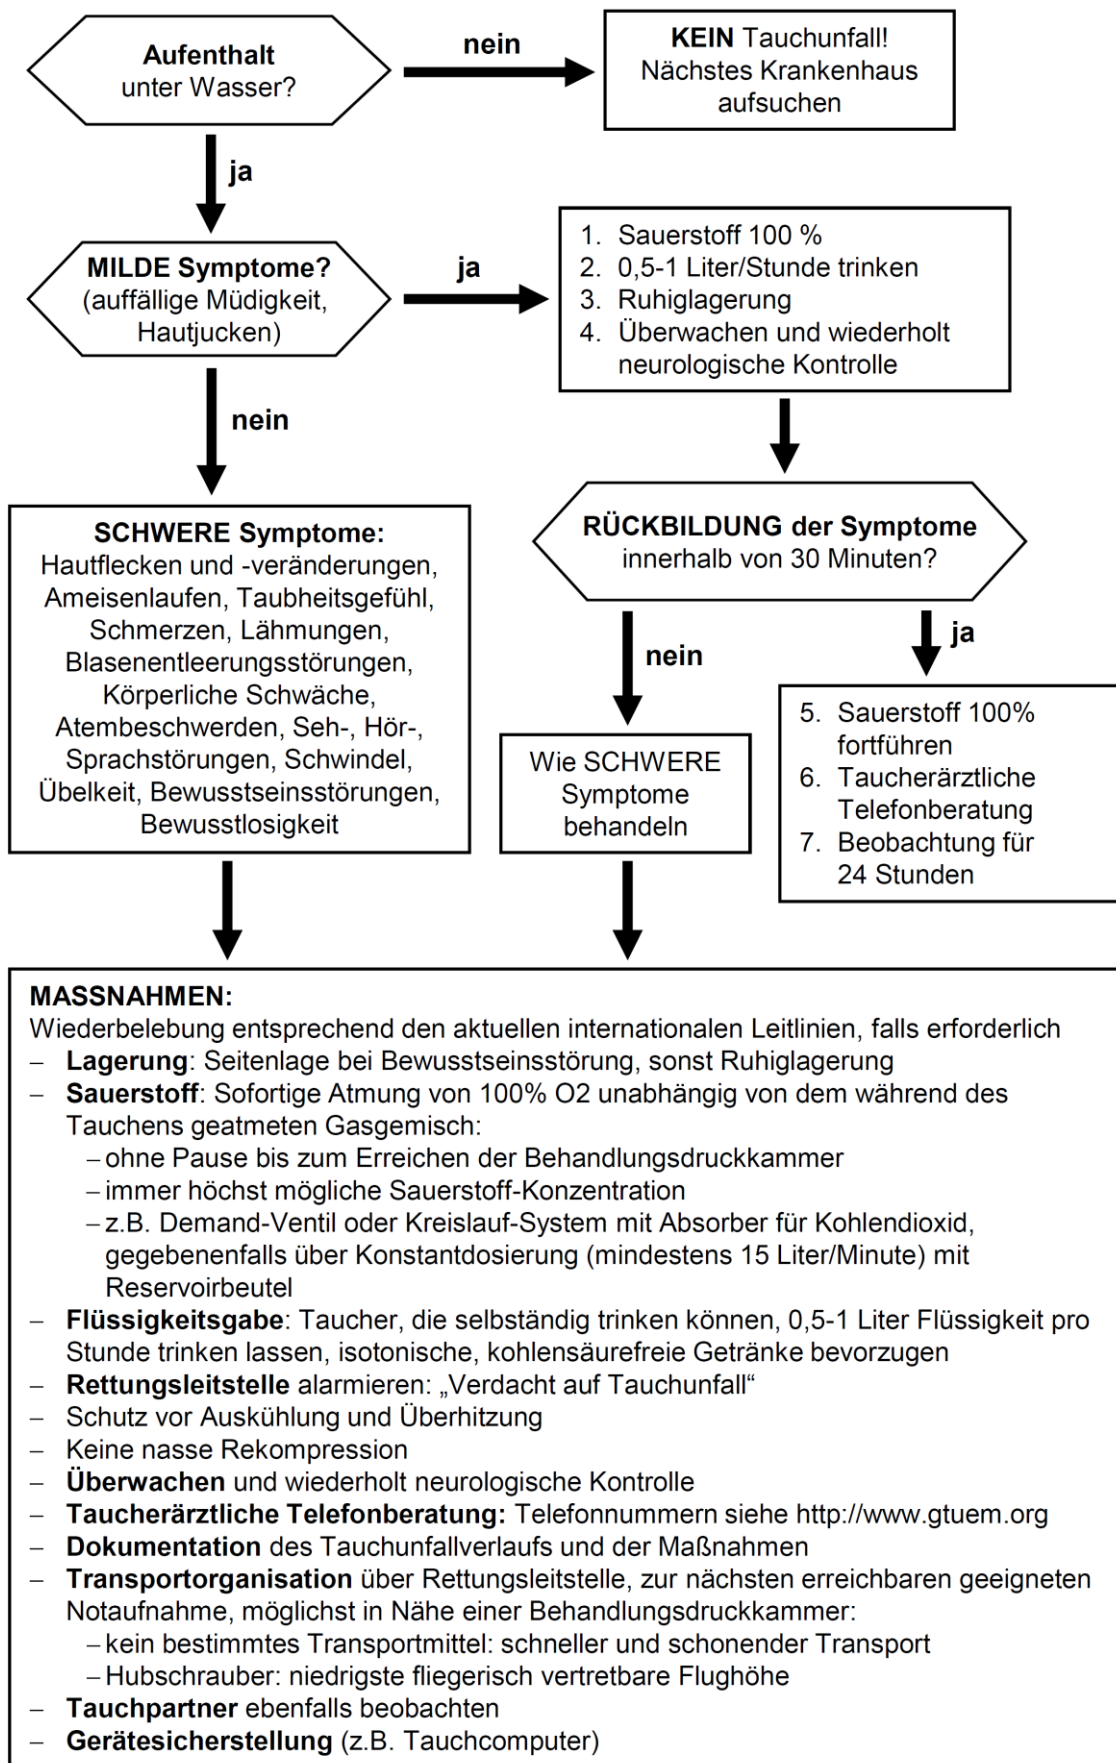 Aufenthalt
unter Wasser?
nein
KEIN Tauchunfall!
Nächstes Krankenhaus
aufsuchen
ja
MILDE Symptome?
(auffällige Müdigkeit,
Hautjucken)
ja
1. Sauerstoff 100 %
2. 0,5-1 Liter/Stunde trinken
3. Ruhiglagerung
4. Überwachen und wiederholt
neurologische Kontrolle
nein
SCHWERE Symptome:
Hautflecken und -veränderungen,
Ameisenlaufen, Taubheitsgefühl,
Schmerzen, Lähmungen,
Blasenentleerungsstörungen,
Körperliche Schwäche,
Atembeschwerden, Seh-, Hör-,
Sprachstörungen, Schwindel,
Übelkeit, Bewusstseinsstörungen,
Bewusstlosigkeit
RÜCKBILDUNG der Symptome
innerhalb von 30 Minuten?
nein
ja
Wie SCHWERE
Symptome
behandeln
5. Sauerstoff 100%
fortführen
6. Taucherärztliche
Telefonberatung
7. Beobachtung für
24 Stunden
MASSNAHMEN:
Wiederbelebung entsprechend den aktuellen internationalen Leitlinien, falls erforderlich
– Lagerung: Seitenlage bei Bewusstseinsstörung, sonst Ruhiglagerung
– Sauerstoff: Sofortige Atmung von 100% O2 unabhängig von dem während des
Tauchens geatmeten Gasgemisch:
– ohne Pause bis zum Erreichen der Behandlungsdruckkammer
– immer höchst mögliche Sauerstoff-Konzentration
– z.B. Demand-Ventil oder Kreislauf-System mit Absorber für Kohlendioxid,
gegebenenfalls über Konstantdosierung (mindestens 15 Liter/Minute) mit
Reservoirbeutel
– Flüssigkeitsgabe: Taucher, die selbständig trinken können, 0,5-1 Liter Flüssigkeit pro
Stunde trinken lassen, isotonische, kohlensäurefreie Getränke bevorzugen
– Rettungsleitstelle alarmieren: „Verdacht auf Tauchunfall“
– Schutz vor Auskühlung und Überhitzung
– Keine nasse Rekompression
– Überwachen und wiederholt neurologische Kontrolle
– Taucherärztliche Telefonberatung: Telefonnummern siehe http://www.gtuem.org
– Dokumentation des Tauchunfallverlaufs und der Maßnahmen
– Transportorganisation über Rettungsleitstelle, zur nächsten erreichbaren geeigneten
Notaufnahme, möglichst in Nähe einer Behandlungsdruckkammer:
– kein bestimmtes Transportmittel: schneller und schonender Transport
– Hubschrauber: niedrigste fliegerisch vertretbare Flughöhe
– Tauchpartner ebenfalls beobachten
– Gerätesicherstellung (z.B. Tauchcomputer)